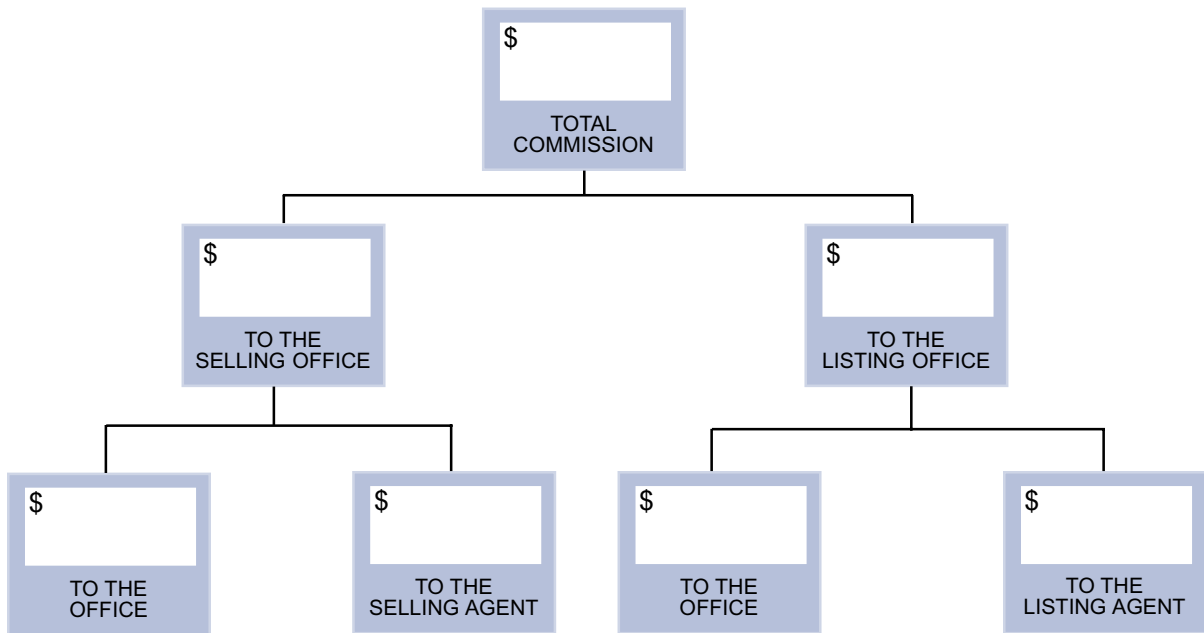 $
TOTAL
COMMISSION
$
TO THE
SELLING OFFICE
$
TO THE
LISTING OFFICE
$
TO THE
OFFICE
$
TO THE
SELLING AGENT
$
TO THE
OFFICE
$
TO THE
LISTING AGENT